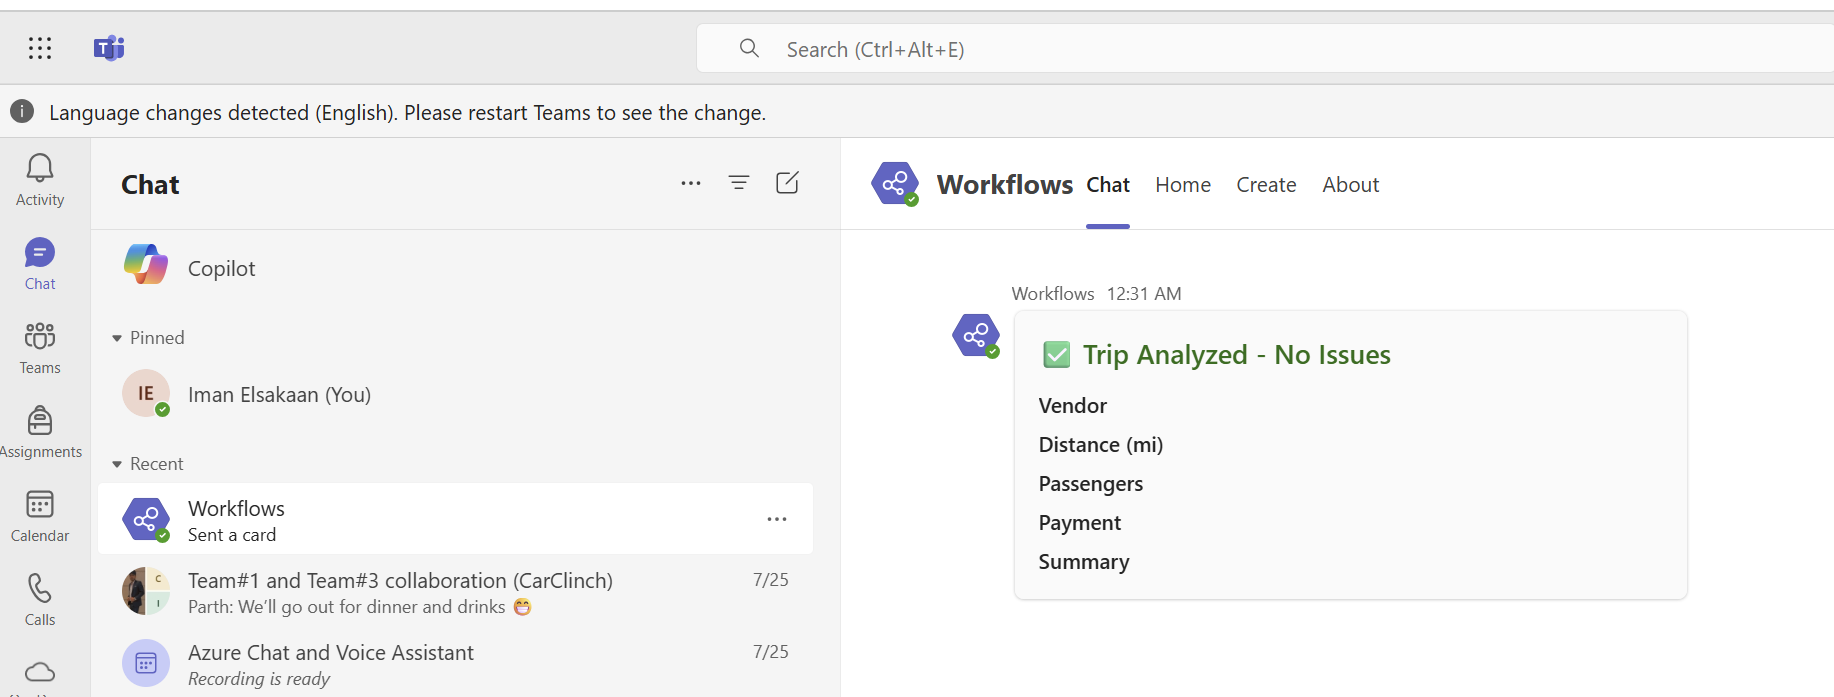 Search (Ctrl+Alt+E)
Language changes detected (English). Please restart Teams to see the change.
Activity
Chat
Teams
Assignments
Calendar
Calls
Chat
Copilot
Pinned
IE
Iman Elsakaan (You)
Recent
Workflows
Sent a card
Team#1 and Team#3 collaboration (CarClinch)
7/25
Parth: We'll go out for dinner and drinks 😁
C
I
Azure Chat and Voice Assistant
7/25
Recording is ready
Workflows
Chat
Home
Create
About
Workflows 12:31 AM
✅ Trip Analyzed - No Issues
Vendor
Distance (mi)
Passengers
Payment
Summary